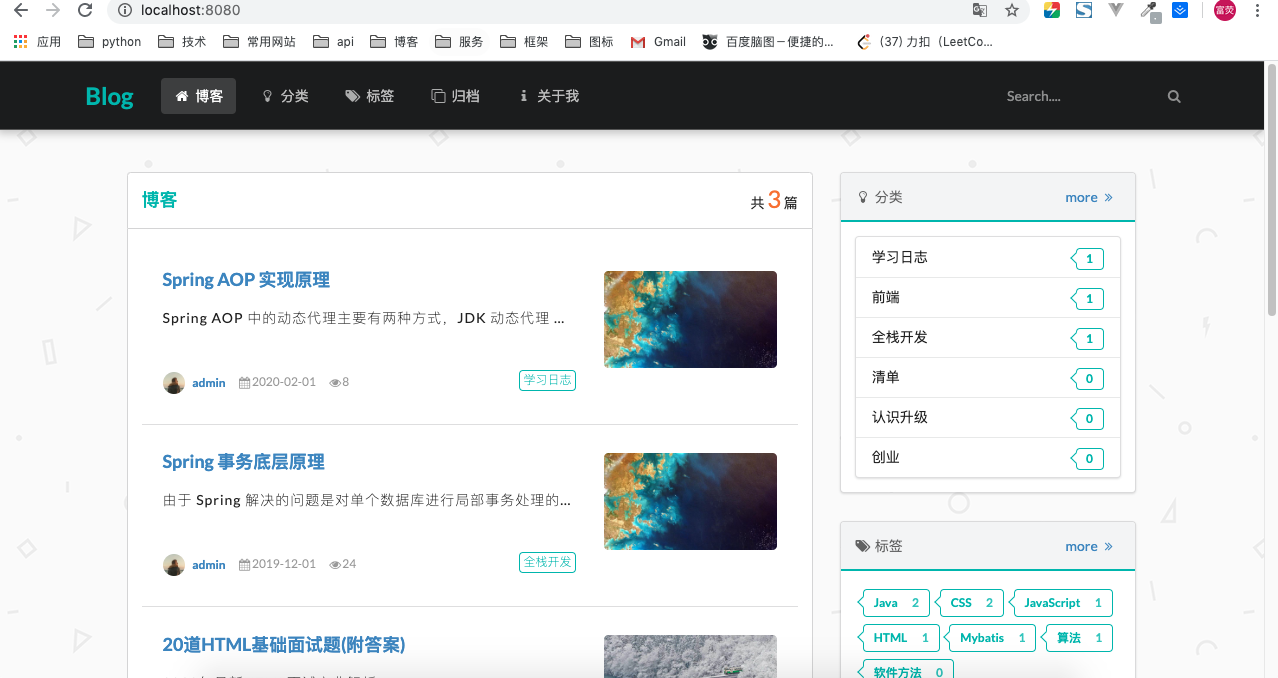 localhost:8080
应用 python 技术 常用网站 api 博客 服务 框架 图标 Gmail 百度脑图－便捷的... (37) 力扣（LeetCo...
富荧
Blog 博客 分类 标签 归档 关于我 Search....
博客 共 3 篇
Spring AOP 实现原理
Spring AOP 中的动态代理主要有两种方式，JDK 动态代理 ...
admin 2020-02-01 8 学习日志
Spring 事务底层原理
由于 Spring 解决的问题是对单个数据库进行局部事务处理的...
admin 2019-12-01 24 全栈开发
20道HTML基础面试题(附答案)
分类 more »
学习日志 1
前端 1
全栈开发 1
清单 0
认识升级 0
创业 0
标签 more »
Java 2 CSS 2 JavaScript 1
HTML 1 Mybatis 1 算法 1
软件方法 0